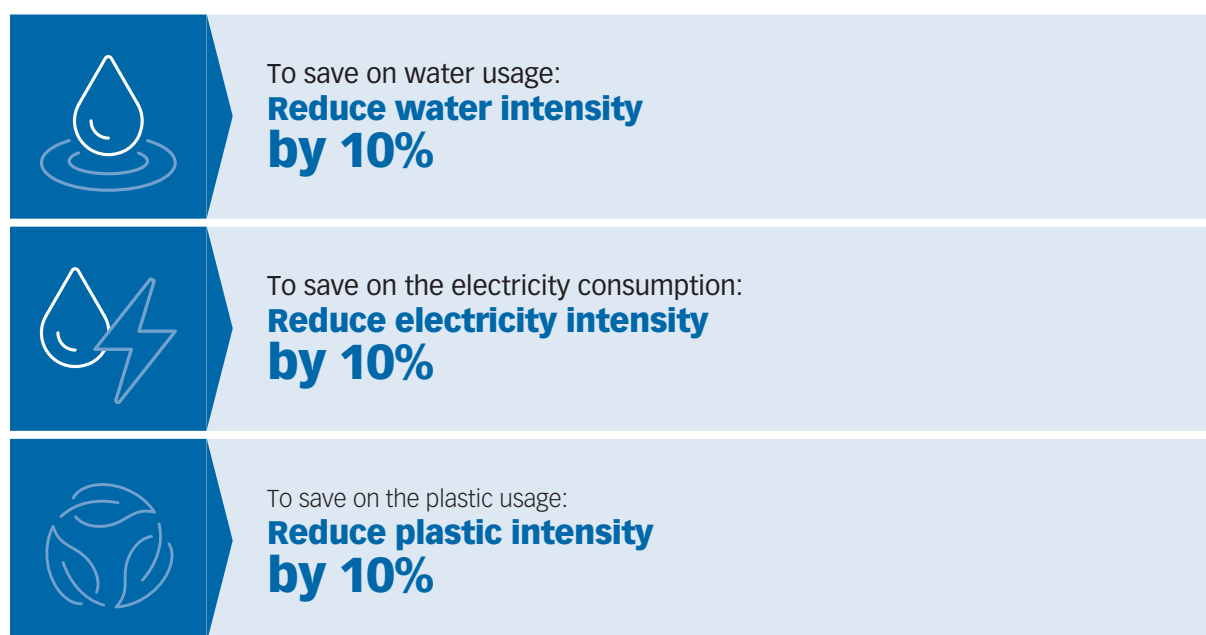 To save on water usage:
Reduce water intensity
by 10%
To save on the electricity consumption:
Reduce electricity intensity
by 10%
To save on the plastic usage:
Reduce plastic intensity
by 10%